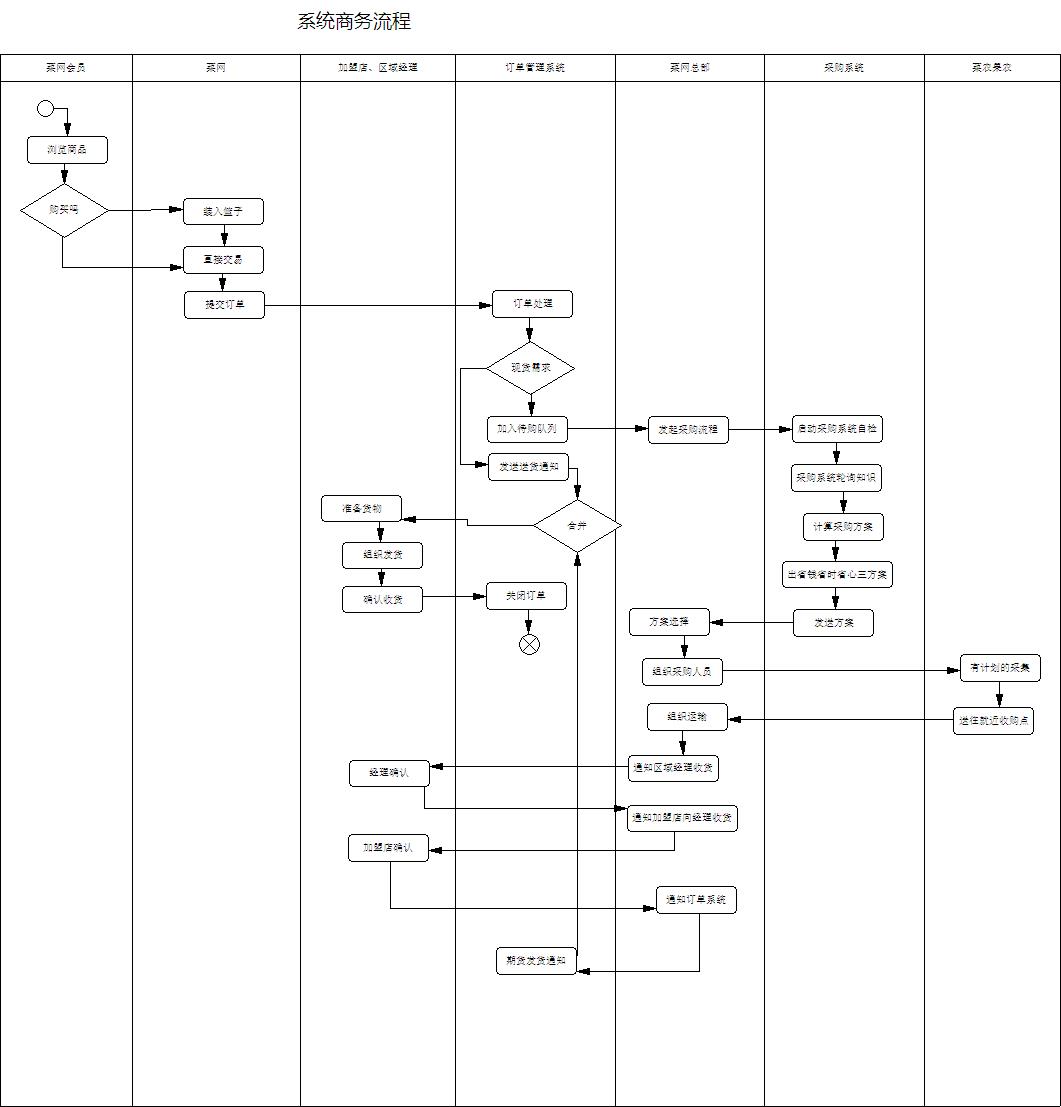 系统商务流程
菜网会员
菜网
加盟店、区域经理
订单管理系统
菜网总部
采购系统
菜农果农
浏览商品
购买吗
装入篮子
直接交易
提交订单
订单处理
现货需求
加入待购队列
发起采购流程
启动采购系统自检
发送送货通知
采购系统轮询知识
准备货物
合并
计算采购方案
组织发货
出省钱省时省心三方案
确认收货
关闭订单
方案选择
发送方案
组织采购人员
有计划的采集
组织运输
送往就近收购点
经理确认
通知区域经理收货
通知加盟店向经理收货
加盟店确认
通知订单系统
期货发货通知